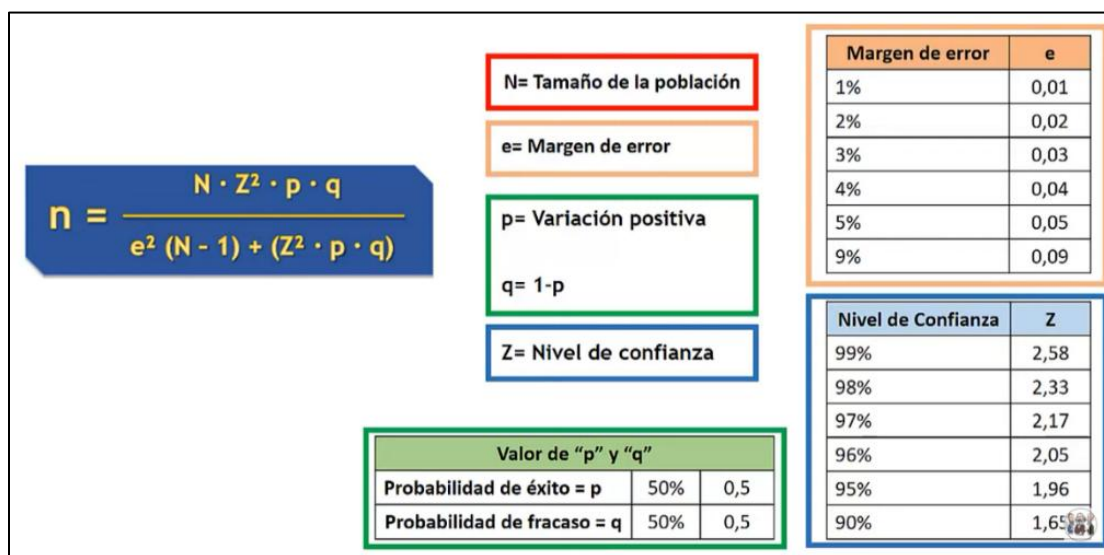 n = N · Z² · p · q
e² (N – 1) + (Z² · p · q)
N= Tamaño de la población
e= Margen de error
p= Variación positiva
q= 1-p
Z= Nivel de confianza
Valor de “p” y “q”
Probabilidad de éxito = p 50% 0,5
Probabilidad de fracaso = q 50% 0,5
Margen de error e
1% 0,01
2% 0,02
3% 0,03
4% 0,04
5% 0,05
9% 0,09
Nivel de Confianza Z
99% 2,58
98% 2,33
97% 2,17
96% 2,05
95% 1,96
90% 1,65